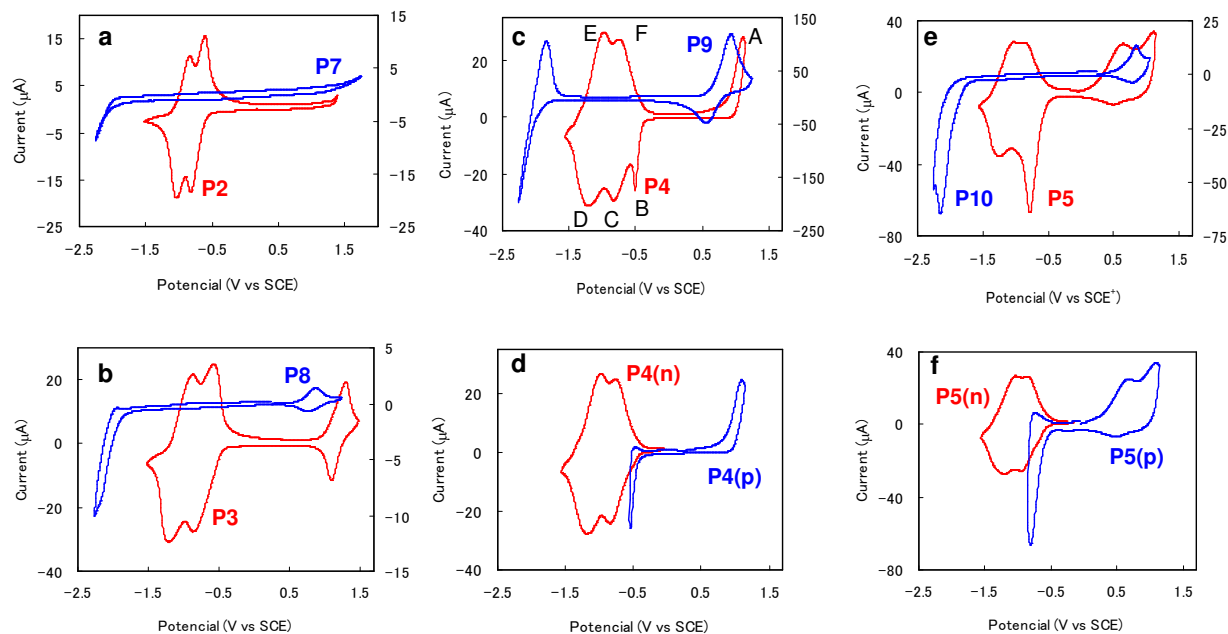 a
P7
P2
15
5
−5
−15
−25
15
5
−5
−15
−25
−2.5 −1.5 −0.5 0.5 1.5
Current (μA)
Potencial (V vs SCE)
c
E F
P9
A
P4
B
C
D
20
0
−20
−40
150
50
−50
−150
−250
−2.5 −1.5 −0.5 0.5 1.5
Current (μA)
Potencial (V vs SCE)
e
P10
P5
40
0
−40
−80
25
0
−25
−50
−75
−2.5 −1.5 −0.5 0.5 1.5
Current (μA)
Potencial (V vs SCE⁺)
b
P8
P3
20
0
−20
−40
5
0
−5
−10
−15
−2.5 −1.5 −0.5 0.5 1.5
Current (μA)
Potencial (V vs SCE)
d
P4(n)
P4(p)
20
0
−20
−40
−2.5 −1.5 −0.5 0.5 1.5
Current (μA)
Potencial (V vs SCE)
f
P5(n)
P5(p)
40
0
−40
−80
−2.5 −1.5 −0.5 0.5 1.5
Current (μA)
Potencial (V vs SCE)